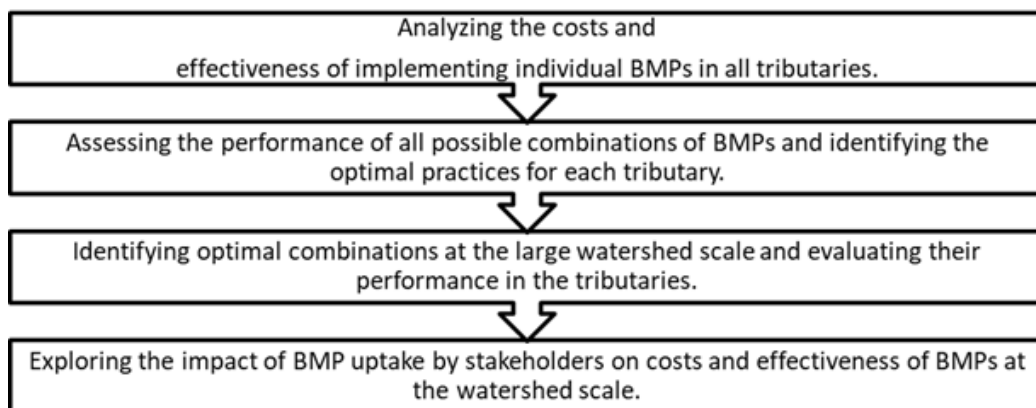 Analyzing the costs and
effectiveness of implementing individual BMPs in all tributaries.
Assessing the performance of all possible combinations of BMPs and identifying the
optimal practices for each tributary.
Identifying optimal combinations at the large watershed scale and evaluating their
performance in the tributaries.
Exploring the impact of BMP uptake by stakeholders on costs and effectiveness of BMPs at
the watershed scale.